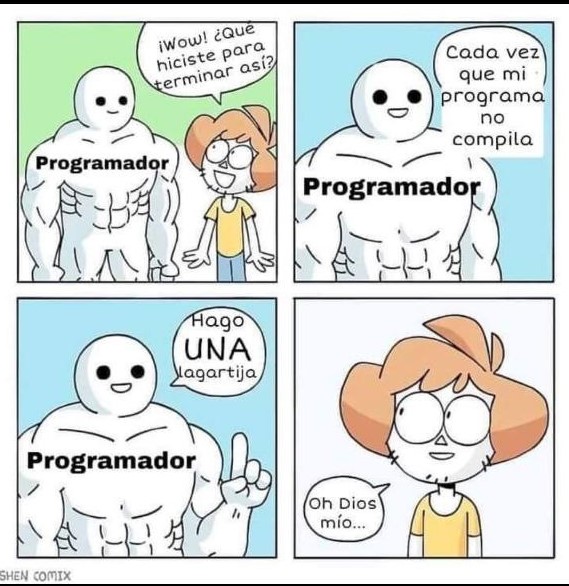 ¡Wow! ¿Qué
hiciste para
terminar así?
Programador
Cada vez
que mi
programa
no
compila
Programador
Hago
UNA
lagartija
Programador
Oh Dios
mío...
SHEN COMIX